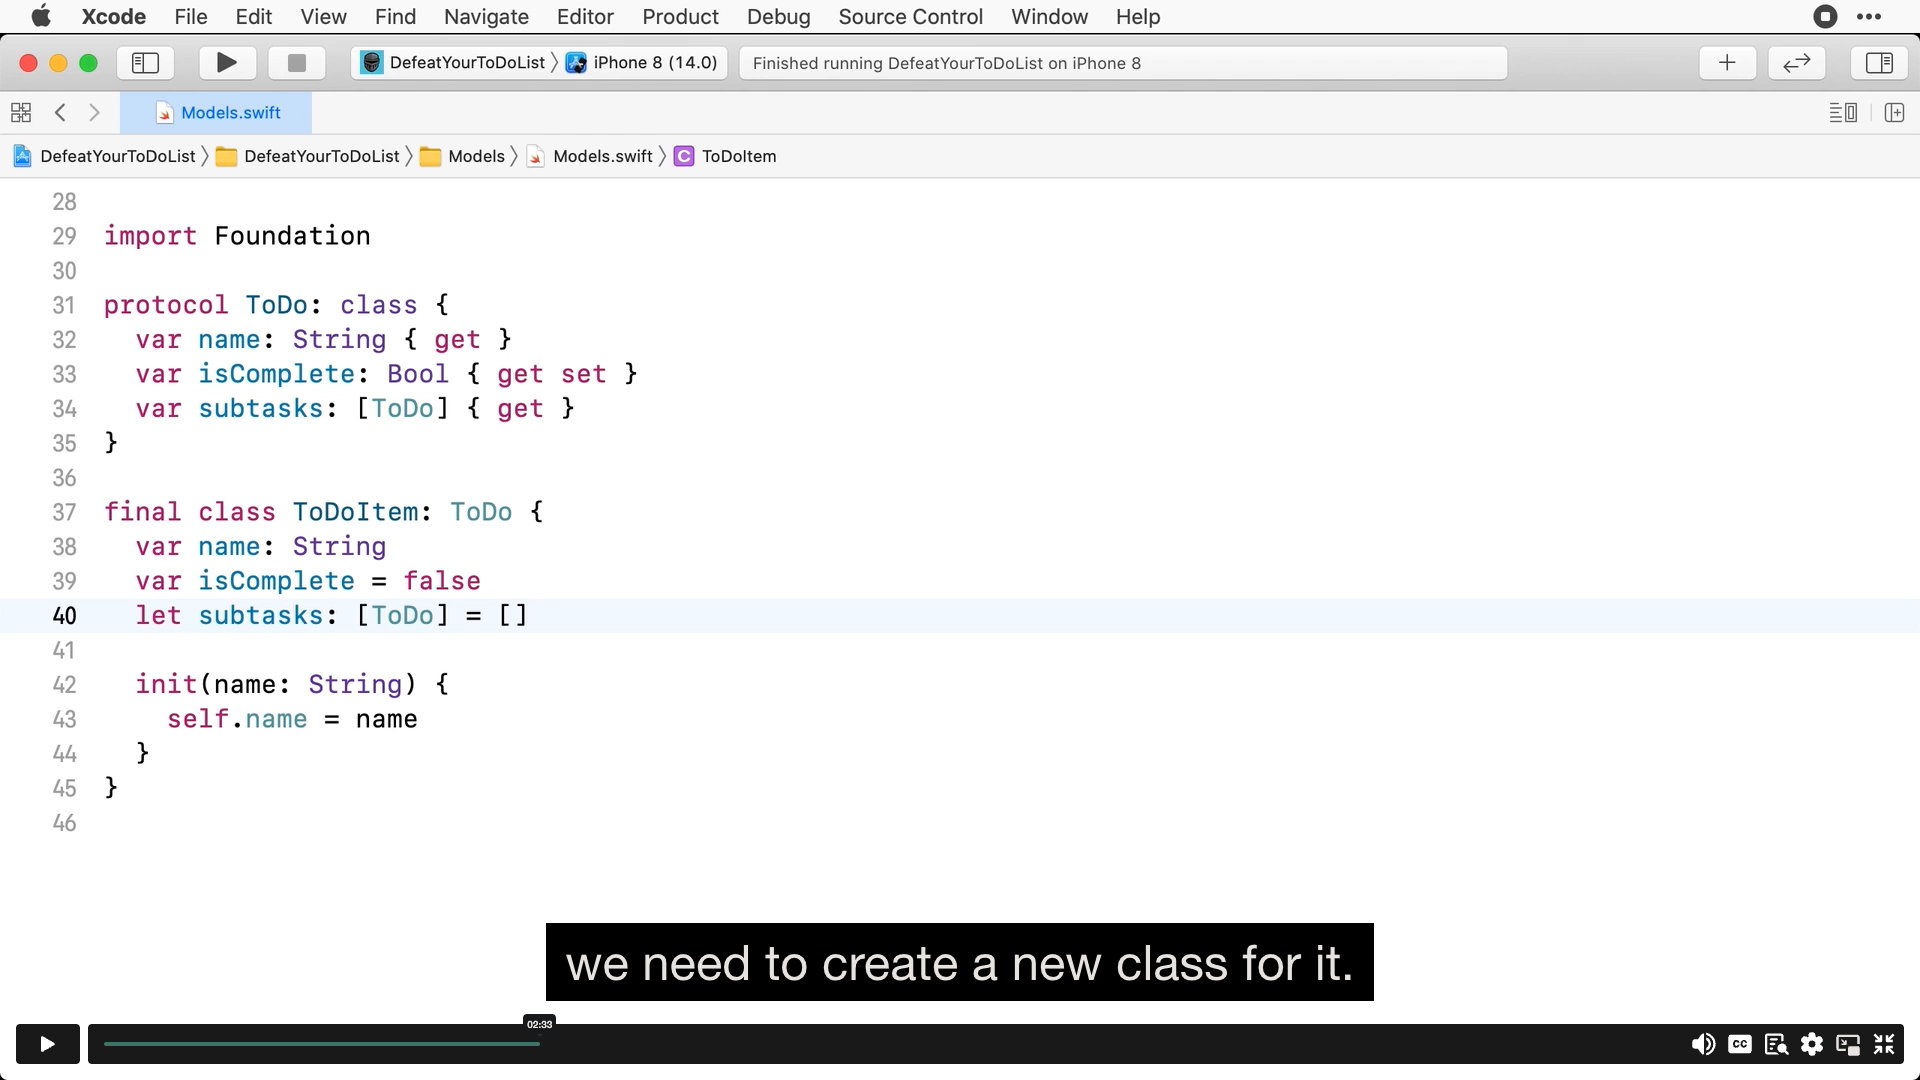 Xcode File Edit View Find Navigate Editor Product Debug Source Control Window Help
DefeatYourToDoList iPhone 8 (14.0) Finished running DefeatYourToDoList on iPhone 8
Models.swift
DefeatYourToDoList DefeatYourToDoList Models Models.swift C ToDoItem
28
29 import Foundation
30
31 protocol ToDo: class {
32 var name: String { get }
33 var isComplete: Bool { get set }
34 var subtasks: [ToDo] { get }
35 }
36
37 final class ToDoItem: ToDo {
38 var name: String
39 var isComplete = false
40 let subtasks: [ToDo] = []
41
42 init(name: String) {
43 self.name = name
44 }
45 }
46
we need to create a new class for it.
02:33
CC